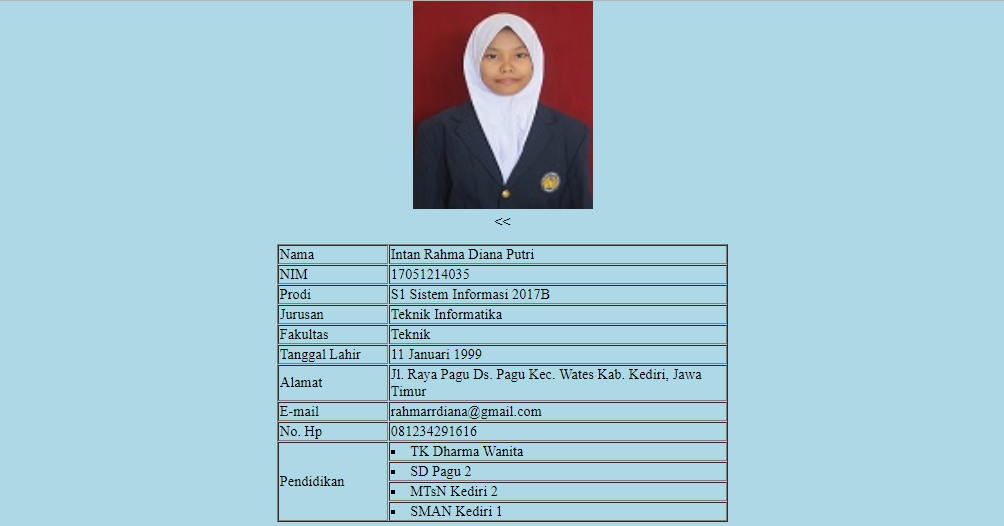 <<
Nama Intan Rahma Diana Putri
NIM 17051214035
Prodi S1 Sistem Informasi 2017B
Jurusan Teknik Informatika
Fakultas Teknik
Tanggal Lahir 11 Januari 1999
Alamat Jl. Raya Pagu Ds. Pagu Kec. Wates Kab. Kediri, Jawa
Timur
E-mail rahmarrdiana@gmail.com
No. Hp 081234291616
Pendidikan
▪ TK Dharma Wanita
▪ SD Pagu 2
▪ MTsN Kediri 2
▪ SMAN Kediri 1